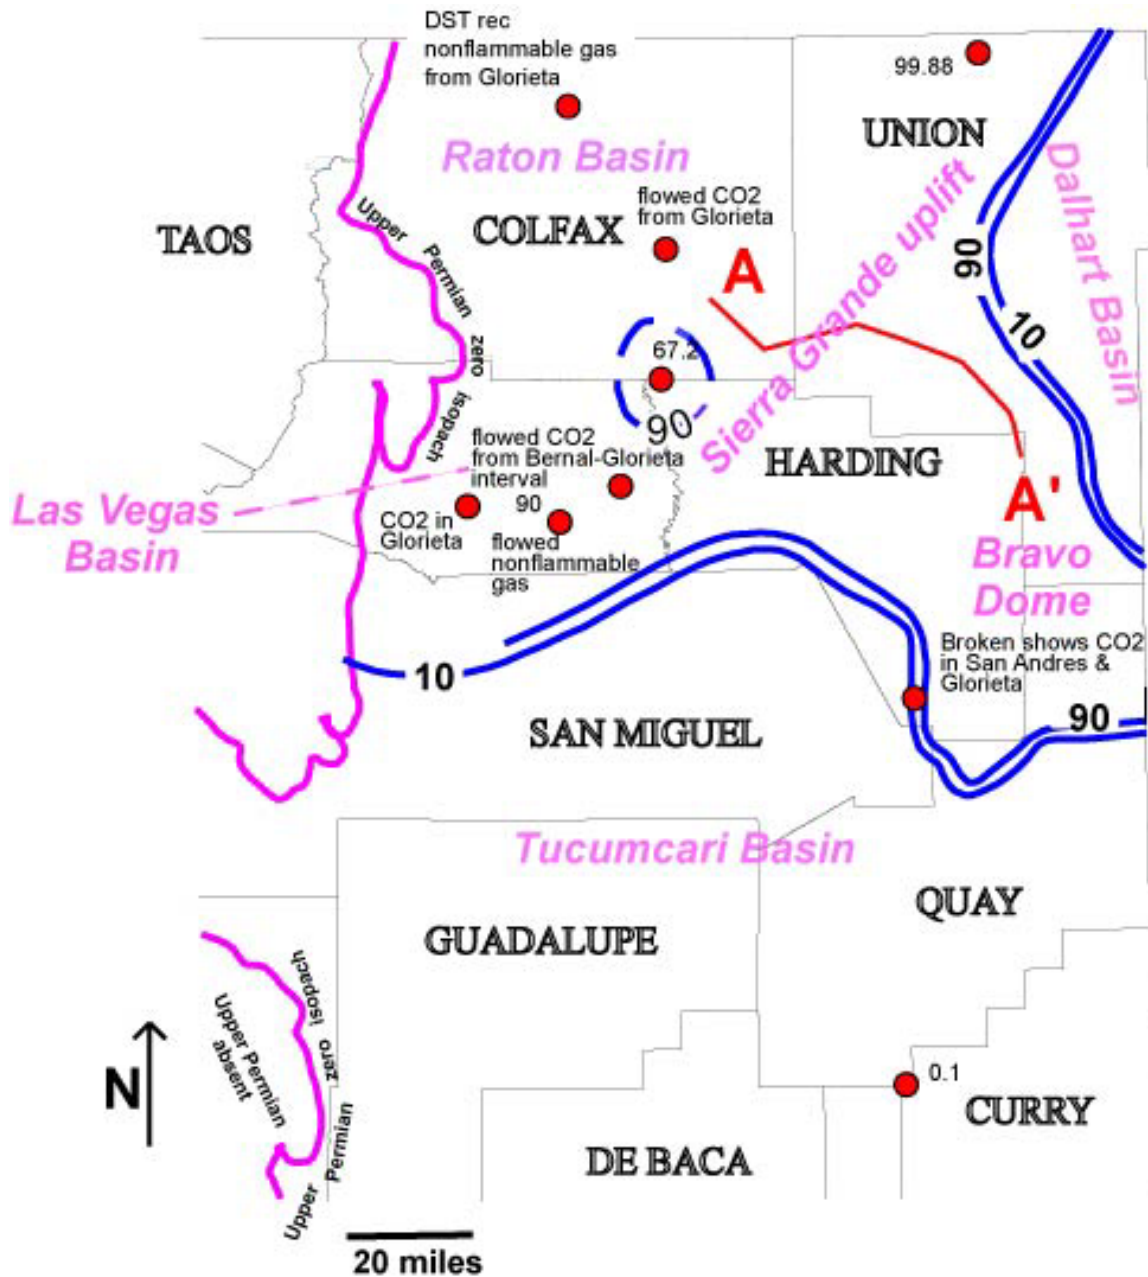 DST rec
nonflammable gas
from Glorieta
99.88
UNION
Raton Basin
Dalhart Basin
flowed CO2
from Glorieta
TAOS
Upper Permian zero isopach
COLFAX
A
Sierra Grande uplift
90
10
67.2
90
flowed CO2
from Bernal-Glorieta
interval
HARDING
Las Vegas
Basin
90
CO2 in
Glorieta
flowed
nonflammable
gas
A'
Bravo
Dome
Broken shows CO2
in San Andres &
Glorieta
10
90
SAN MIGUEL
Tucumcari Basin
QUAY
GUADALUPE
Upper Permian
absent
Upper Permian zero isopach
N
0.1
CURRY
DE BACA
20 miles